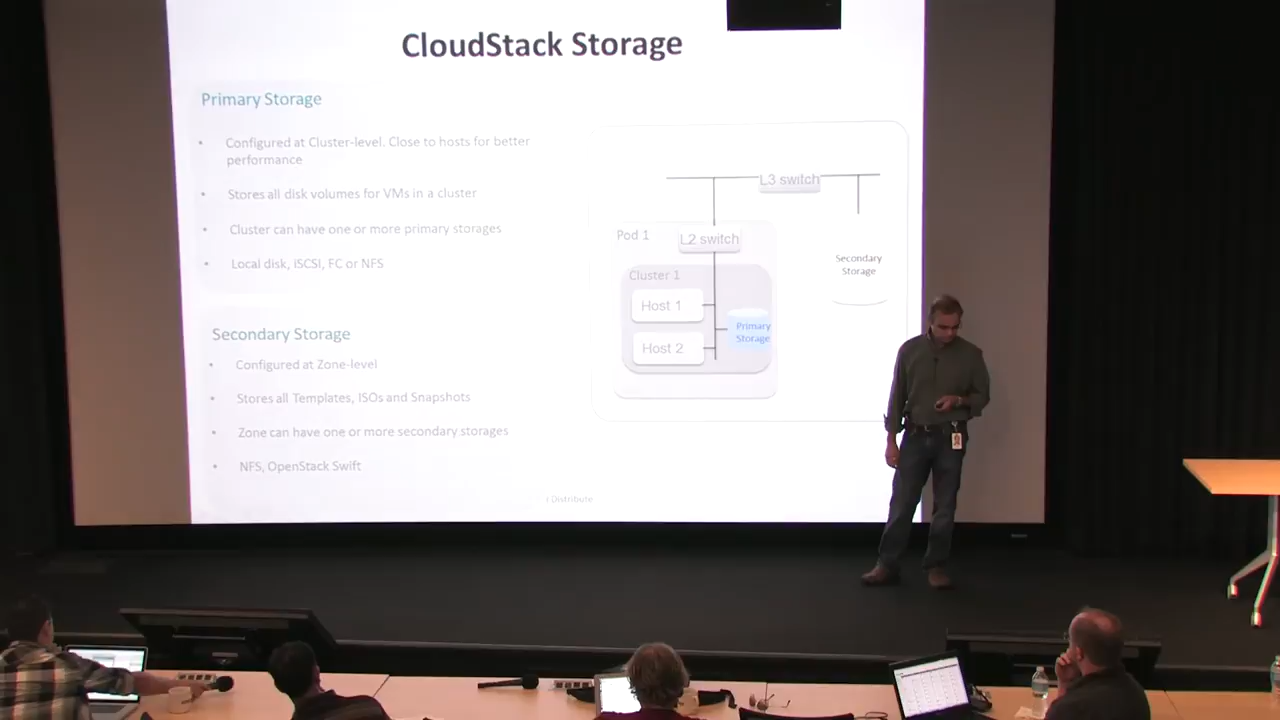 CloudStack Storage
Primary Storage
• Configured at Cluster-level. Close to hosts for better
performance
• Stores all disk volumes for VMs in a cluster
• Cluster can have one or more primary storages
• Local disk, iSCSI, FC or NFS
Secondary Storage
• Configured at Zone-level
• Stores all Templates, ISOs and Snapshots
• Zone can have one or more secondary storages
• NFS, OpenStack Swift
L3 switch
Pod 1
L2 switch
Secondary
Storage
Cluster 1
Host 1
Primary
Storage
Host 2
Distribute